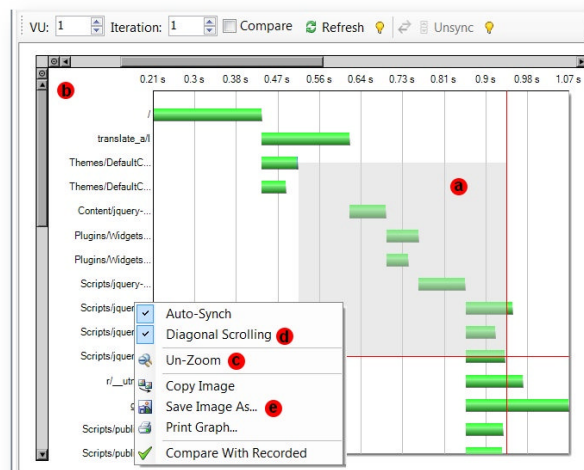 VU: 1 Iteration: 1 Compare Refresh Unsync
0.21 s 0.3 s 0.38 s 0.47 s 0.56 s 0.64 s 0.73 s 0.81 s 0.9 s 0.98 s 1.07 s
b
/
translate_a/l
Themes/DefaultC...
a
Themes/DefaultC...
Content/jquery-...
Plugins/Widgets...
Plugins/Widgets...
Scripts/jquery-...
Scripts/jquer
Auto-Synch
Scripts/jquer
Diagonal Scrolling d
Scripts/jquer
Un-Zoom c
r/__utr
Copy Image
Save Image As... e
Scripts/publ
Print Graph...
Scripts/publ
Compare With Recorded